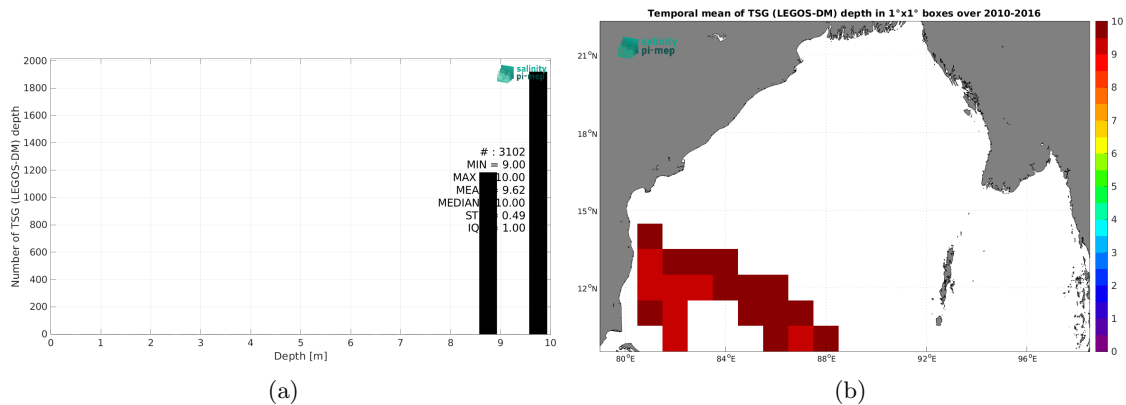 2000
1800
1600
1400
1200
1000
800
600
400
200
0
Number of TSG (LEGOS-DM) depth
salinity
pi-mep
# : 3102
MIN = 9.00
MAX 10.00
MEA = 9.62
MEDIAN 10.00
ST = 0.49
IQ = 1.00
0 1 2 3 4 5 6 7 8 9 10
Depth [m]
(a)
Temporal mean of TSG (LEGOS-DM) depth in 1°x1° boxes over 2010-2016
salinity
pi-mep
21°N
18°N
15°N
12°N
80°E 84°E 88°E 92°E 96°E
10
9
8
7
6
5
4
3
2
1
0
(b)